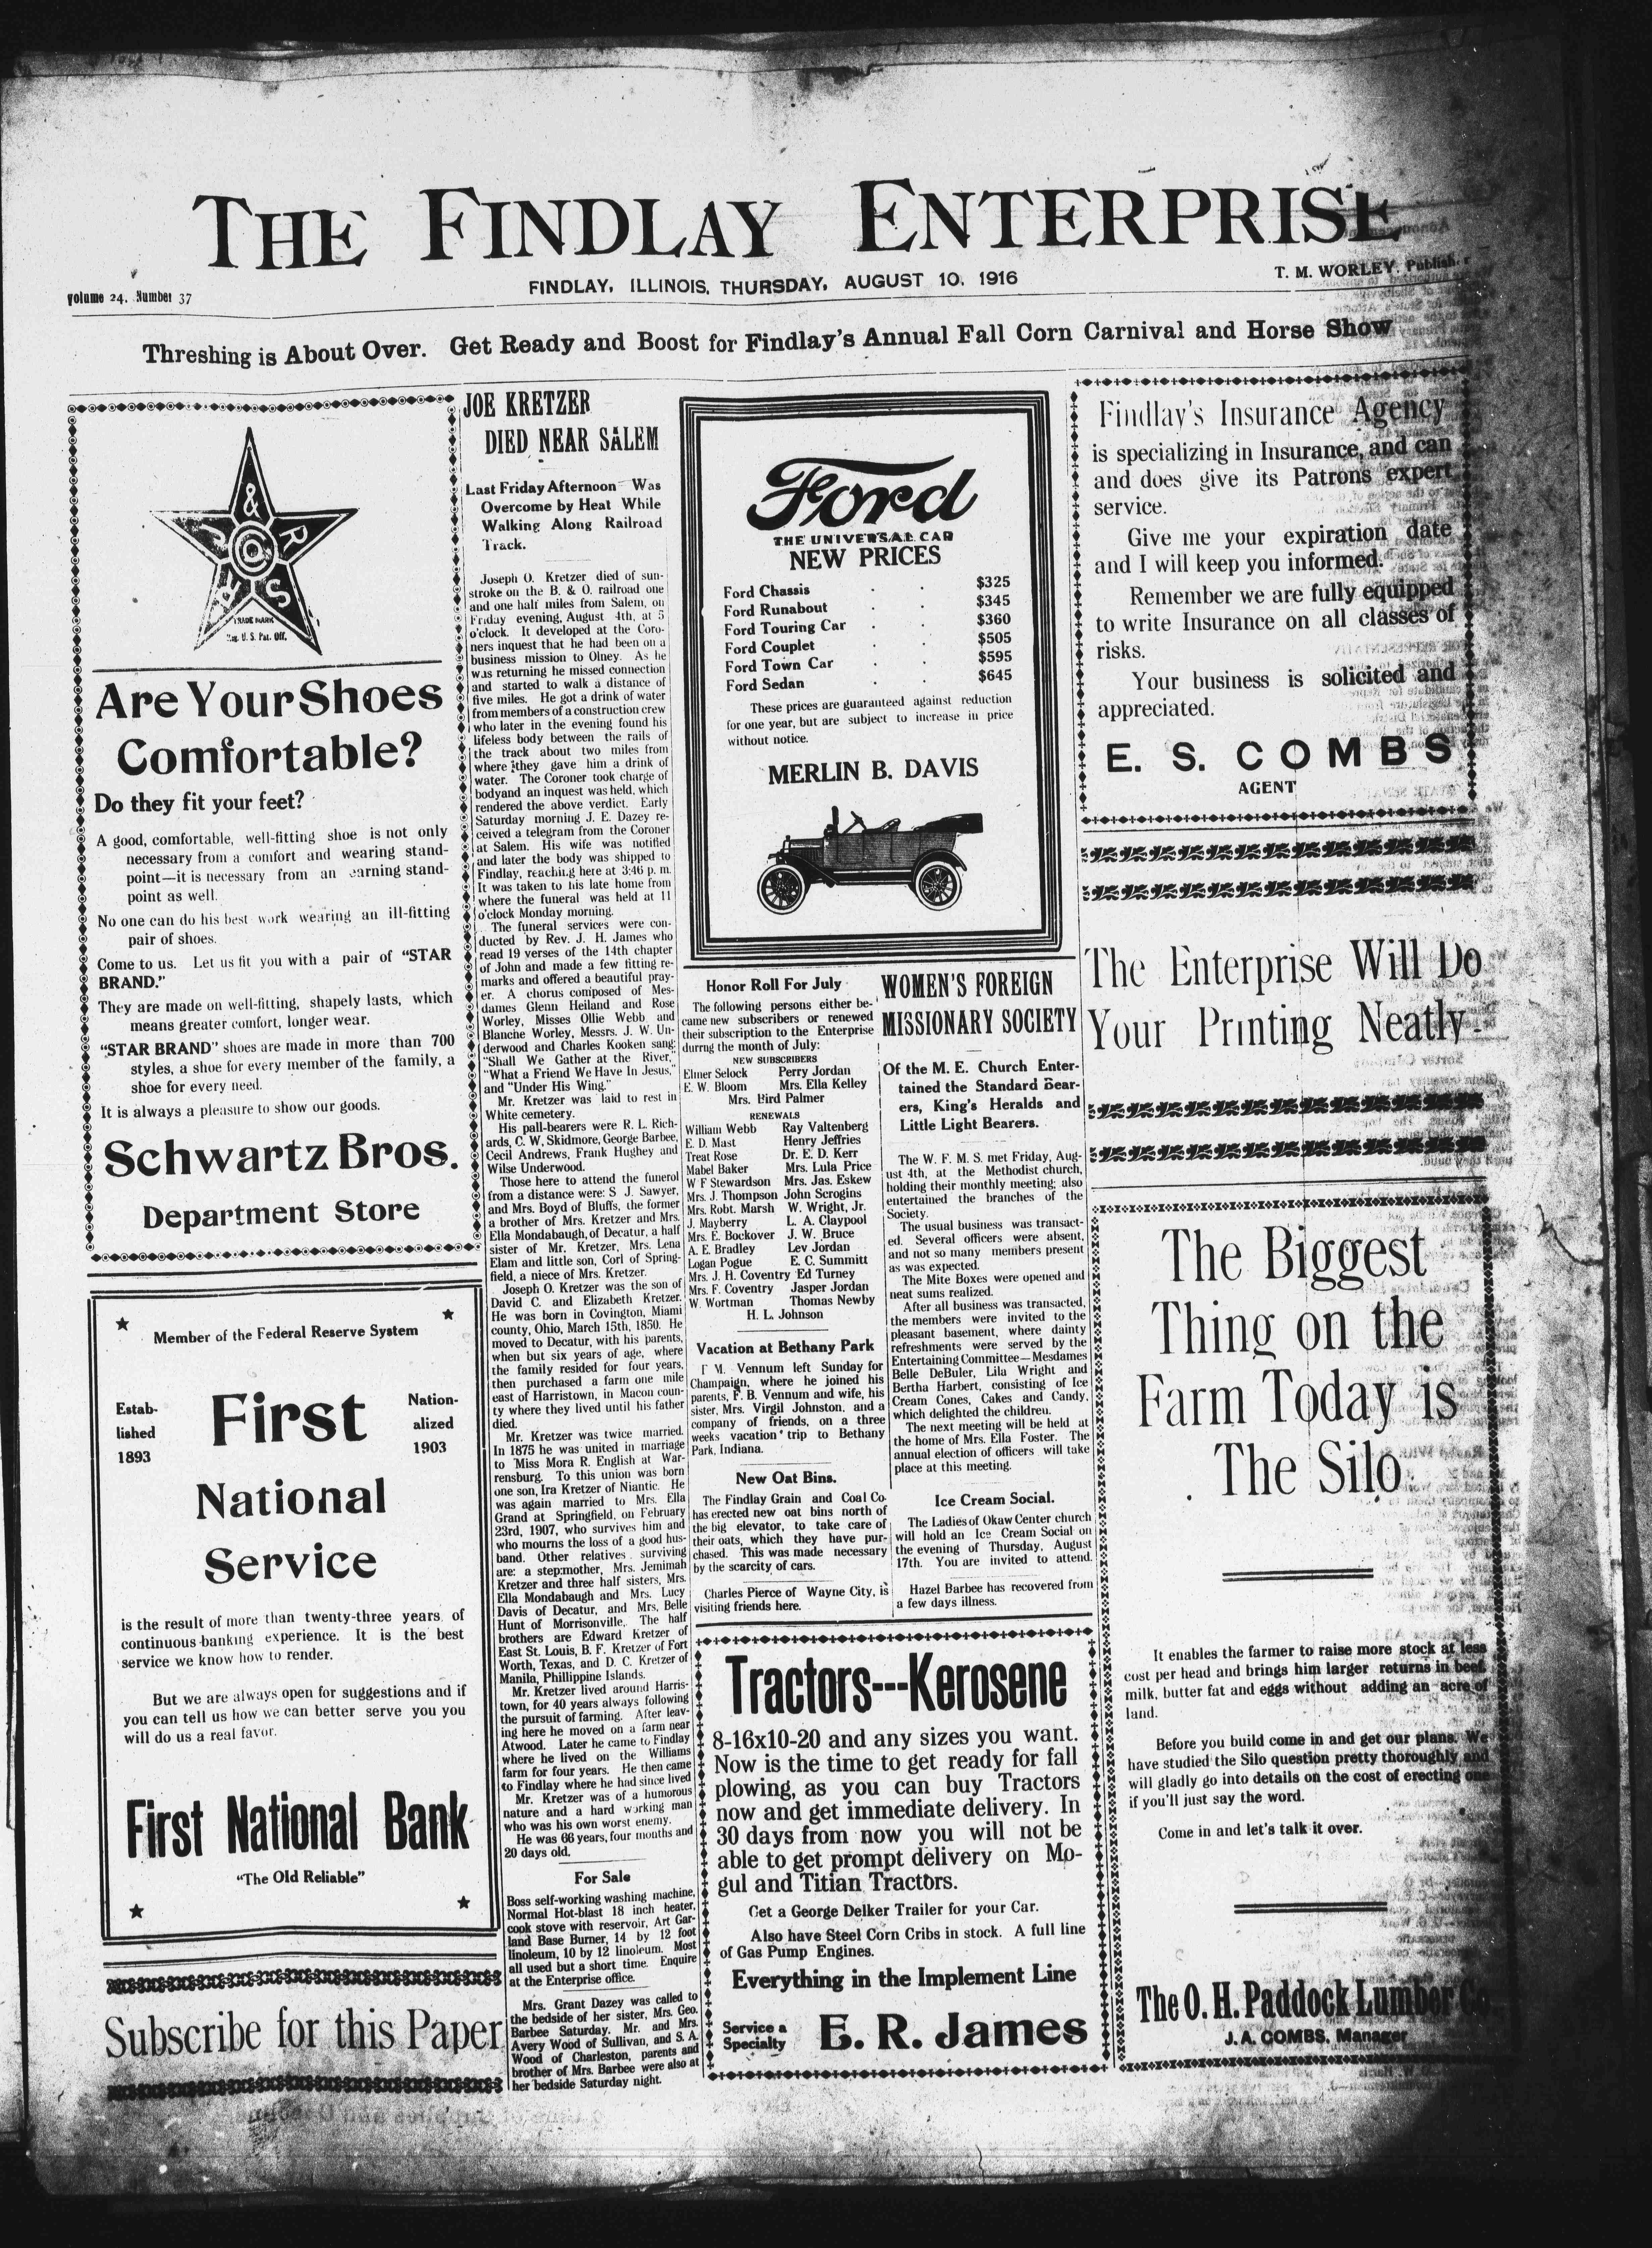 THE FINDLAY ENTERPRISE
Volume 24, Number 37
FINDLAY, ILLINOIS, THURSDAY, AUGUST 10, 1916
T. M. WORLEY, Publisher
Threshing is About Over. Get Ready and Boost for Findlay's Annual Fall Corn Carnival and Horse Show
TRADE MARK
Reg. U. S. Pat. Off.
Are Your Shoes
Comfortable?
Do they fit your feet?
A good, comfortable, well-fitting shoe is not only
necessary from a comfort and wearing stand-
point—it is necessary from an earning stand-
point as well.
No one can do his best work wearing an ill-fitting
pair of shoes.
Come to us. Let us fit you with a pair of "STAR
BRAND."
They are made on well-fitting, shapely lasts, which
means greater comfort, longer wear.
"STAR BRAND" shoes are made in more than 700
styles, a shoe for every member of the family, a
shoe for every need.
It is always a pleasure to show our goods.
Schwartz Bros.
Department Store
Member of the Federal Reserve System
Estab-
lished
1893
First
Nation-
alized
1903
National
Service
is the result of more than twenty-three years of
continuous banking experience. It is the best
service we know how to render.
But we are always open for suggestions and if
you can tell us how we can better serve you you
will do us a real favor.
First National Bank
"The Old Reliable"
Subscribe for this Paper
JOE KRETZER
DIED NEAR SALEM
Last Friday Afternoon Was
Overcome by Heat While
Walking Along Railroad
Track.
Joseph O. Kretzer died of sun-
stroke on the B. & O. railroad one
and one half miles from Salem, on
Friday evening, August 4th, at 5
o'clock. It developed at the Coro-
ners inquest that he had been on a
business mission to Olney. As he
was returning he missed connection
and started to walk a distance of
five miles. He got a drink of water
from members of a construction crew
who later in the evening found his
lifeless body between the rails of
the track about two miles from
where they gave him a drink of
water. The Coroner took charge of
bodyand an inquest was held, which
rendered the above verdict. Early
Saturday morning J. E. Dazey re-
ceived a telegram from the Coroner
at Salem. His wife was notified
and later the body was shipped to
Findlay, reaching here at 3:46 p. m.
It was taken to his late home from
where the funeral was held at 11
o'clock Monday morning.
The funeral services were con-
ducted by Rev. J. H. James who
read 19 verses of the 14th chapter
of John and made a few fitting re-
marks and offered a beautiful pray-
er. A chorus composed of Mes-
dames Glenn Heiland and Rose
Worley, Misses Ollie Webb and
Blanche Worley, Messrs. J. W. Un-
derwood and Charles Kooken sang:
"Shall We Gather at the River,"
"What a Friend We Have In Jesus,"
and "Under His Wing."
Mr. Kretzer was laid to rest in
White cemetery.
His pall-bearers were R. L. Rich-
ards, C. W. Skidmore, George Barbee,
Cecil Andrews, Frank Hughey and
Wilse Underwood.
Those here to attend the funerol
from a distance were: S J. Sawyer,
and Mrs. Boyd of Bluffs, the former
a brother of Mrs. Kretzer and Mrs.
Ella Mondabaugh, of Decatur, a half
sister of Mr. Kretzer, Mrs. Lena
Elam and little son, Corl of Spring-
field, a niece of Mrs. Kretzer.
Joseph O. Kretzer was the son of
David C. and Elizabeth Kretzer.
He was born in Covington, Miami
county, Ohio, March 15th, 1850. He
moved to Decatur, with his parents,
when but six years of age, where
the family resided for four years,
then purchased a farm one mile
east of Harristown, in Macon coun-
ty where they lived until his father
died.
Mr. Kretzer was twice married.
In 1875 he was united in marriage
to Miss Mora R. English at War-
rensburg. To this union was born
one son, Ira Kretzer of Niantic. He
was again married to Mrs. Ella
Grand at Springfield, on February
23rd, 1907, who survives him and
who mourns the loss of a good hus-
band. Other relatives surviving
are: a step:mother, Mrs. Jemimah
Kretzer and three half sisters, Mrs.
Ella Mondabaugh and Mrs. Lucy
Davis of Decatur, and Mrs, Belle
Hunt of Morrisonville. The half
brothers are Edward Kretzer of
East St. Louis, B. F. Kretzer of Fort
Worth, Texas, and D. C. Kretzer of
Manila, Phillippine Islands.
Mr. Kretzer lived around Harris-
town, for 40 years always following
the pursuit of farming. After leav-
ing here he moved on a farm near
Atwood. Later he came to Findlay
where he lived on the Williams
farm for four years. He then came
to Findlay where he had since lived
Mr. Kretzer was of a humorous
nature and a hard working man
who was his own worst enemy.
He was 66 years, four months and
20 days old.
For Sale
Boss self-working washing machine,
Normal Hot-blast 18 inch heater,
cook stove with reservoir, Art Gar-
land Base Burner, 14 by 12 foot
linoleum, 10 by 12 linoleum. Most
all used but a short time. Enquire
at the Enterprise office.
Mrs. Grant Dazey was called to
the bedside of her sister, Mrs. Geo.
Barbee Saturday. Mr. and Mrs.
Avery Wood of Sullivan, and S. A.
Wood of Charleston, parents and
brother of Mrs. Barbee were also at
her bedside Saturday night.
Ford
THE UNIVERSAL CAR
NEW PRICES
Ford Chassis $325
Ford Runabout $345
Ford Touring Car $360
Ford Couplet $505
Ford Town Car $595
Ford Sedan $645
These prices are guaranteed against reduction
for one year, but are subject to increase in price
without notice.
MERLIN B. DAVIS
Honor Roll For July
The following persons either be-
came new subscribers or renewed
their subscription to the Enterprise
during the month of July:
NEW SUBSCRIBERS
Elmer Selock Perry Jordan
E. W. Bloom Mrs. Ella Kelley
Mrs. Bird Palmer
RENEWALS
William Webb Ray Valtenberg
E. D. Mast Henry Jeffries
Treat Rose Dr. E. D. Kerr
Mabel Baker Mrs. Lula Price
W F Stewardson Mrs. Jas. Eskew
Mrs. J. Thompson John Scrogins
Mrs. Robt. Marsh W. Wright, Jr.
J. Mayberry L. A. Claypool
Mrs. E. Bockover J. W. Bruce
A. E. Bradley Lev Jordan
Logan Pogue E. C. Summitt
Mrs. J. H. Coventry Ed Turney
Mrs. F. Coventry Jasper Jordan
W. Wortman Thomas Newby
H. L. Johnson
Vacation at Bethany Park
M. Vennum left Sunday for
Champaign, where he joined his
parents, F. B. Vennum and wife, his
sister, Mrs. Virgil Johnston, and a
company of friends, on a three
weeks vacation trip to Bethany
Park, Indiana.
New Oat Bins.
The Findlay Grain and Coal Co.
has erected new oat bins north of
the big elevator, to take care of
their oats, which they have pur-
chased. This was made necessary
by the scarcity of cars.
Charles Pierce of Wayne City, is
visiting friends here.
WOMEN'S FOREIGN
MISSIONARY SOCIETY
Of the M. E. Church Enter-
tained the Standard Bear-
ers, King's Heralds and
Little Light Bearers.
The W. F. M. S. met Friday, Aug-
ust 4th, at the Methodist church,
holding their monthly meeting; also
entertained the branches of the
Society.
The usual business was transact-
ed. Several officers were absent,
and not so many members present
as was expected.
The Mite Boxes were opened and
neat sums realized.
After all business was transacted,
the members were invited to the
pleasant basement, where dainty
refreshments were served by the
Entertaining Committee—Mesdames
Belle DeBuler, Lila Wright and
Bertha Harbert, consisting of Ice
Cream Cones, Cakes and Candy,
which delighted the children.
The next meeting will be held at
the home of Mrs. Ella Foster. The
annual election of officers will take
place at this meeting.
Ice Cream Social.
The Ladies of Okaw Center church
will hold an Ice Cream Social on
the evening of Thursday, August
17th. You are invited to attend.
Hazel Barbee has recovered from
a few days illness.
Tractors---Kerosene
8-16x10-20 and any sizes you want.
Now is the time to get ready for fall
plowing, as you can buy Tractors
now and get immediate delivery. In
30 days from now you will not be
able to get prompt delivery on Mo-
gul and Titian Tractors.
Get a George Delker Trailer for your Car.
Also have Steel Corn Cribs in stock. A full line
of Gas Pump Engines.
Everything in the Implement Line
Service a
Specialty
E. R. James
Findlay's Insurance Agency
is specializing in Insurance, and can
and does give its Patrons expert
service.
Give me your expiration date
and I will keep you informed.
Remember we are fully equipped
to write Insurance on all classes of
risks.
Your business is solicited and
appreciated.
E. S. COMBS
AGENT
The Enterprise Will Do
Your Printing Neatly
The Biggest
Thing on the
Farm Today is
The Silo
It enables the farmer to raise more stock at less
cost per head and brings him larger returns in beef,
milk, butter fat and eggs without adding an acre of
land.
Before you build come in and get our plans. We
have studied the Silo question pretty thoroughly and
will gladly go into details on the cost of erecting one
if you'll just say the word.
Come in and let's talk it over.
The O. H. Paddock Lumber Co.
J. A. COMBS, Manager